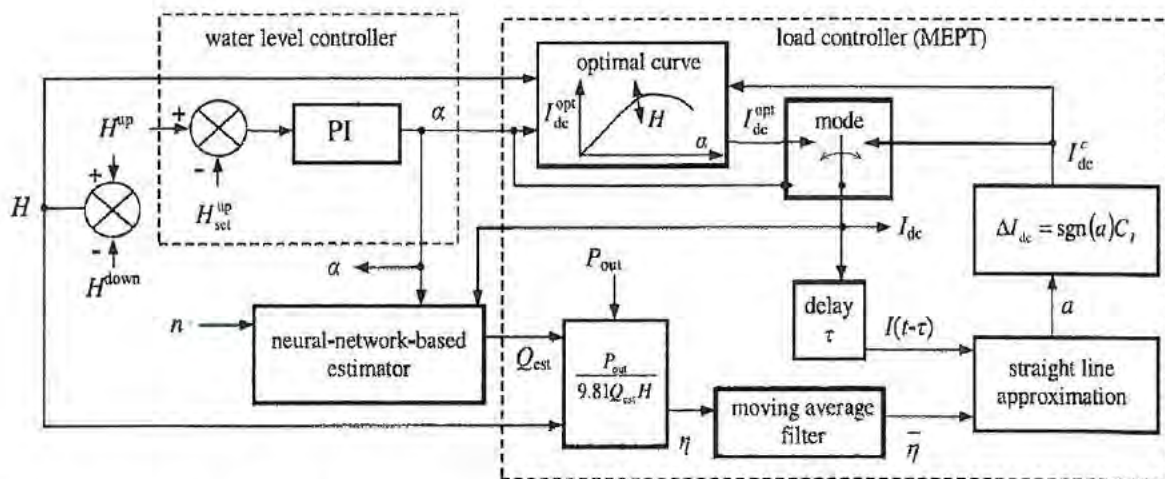 water level controller
load controller (MEPT)
optimal curve
I_dc^opt
H
α
H^up
+
-
PI
α
I_dc^opt
mode
I_dc^c
H
+
-
H_set^up
H^down
ΔI_dc = sgn(a)C_I
α
P_out
I_dc
n
neural-network-based
estimator
Q_est
P_out
9.81Q_est H
delay
τ
I(t-τ)
a
straight line
approximation
η
moving average
filter
η̅